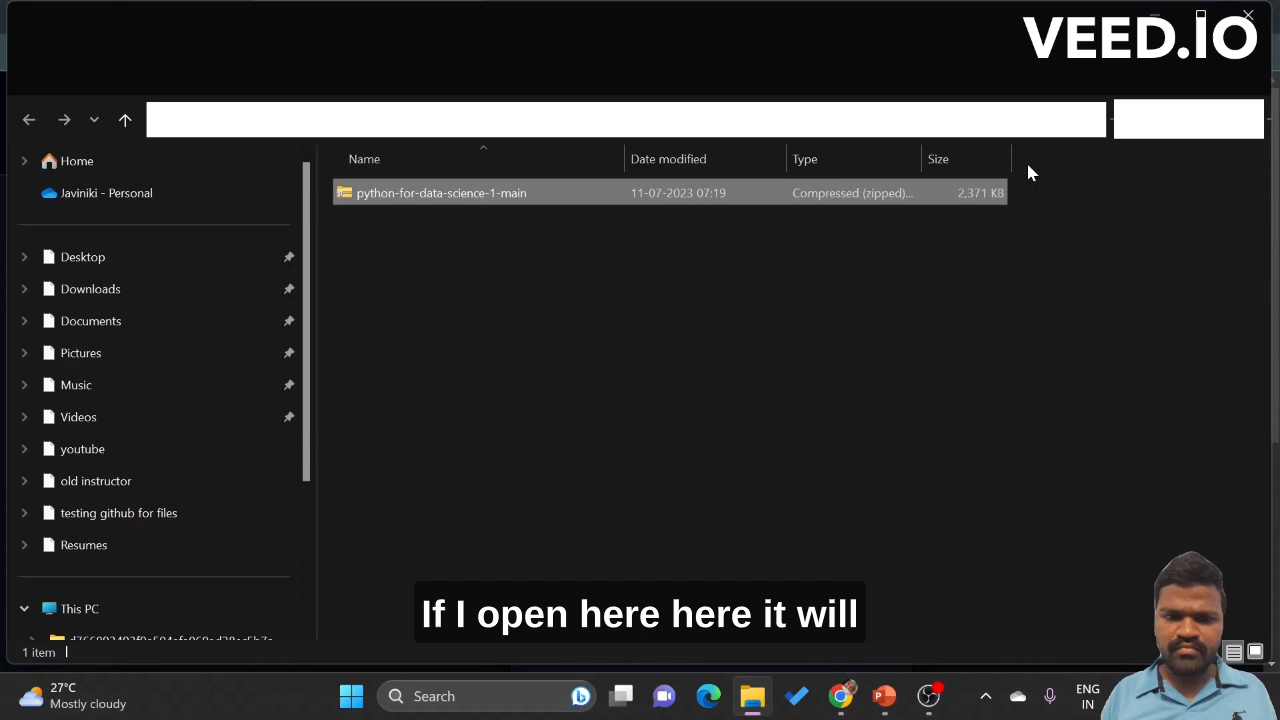 VEED.IO
Home
Javiniki - Personal
Desktop
Downloads
Documents
Pictures
Music
Videos
youtube
old instructor
testing github for files
Resumes
This PC
Name Date modified Type Size
python-for-data-science-1-main 11-07-2023 07:19 Compressed (zipped)... 2,371 KB
If I open here here it will
1 item
27°C
Mostly cloudy
Search
ENG
IN